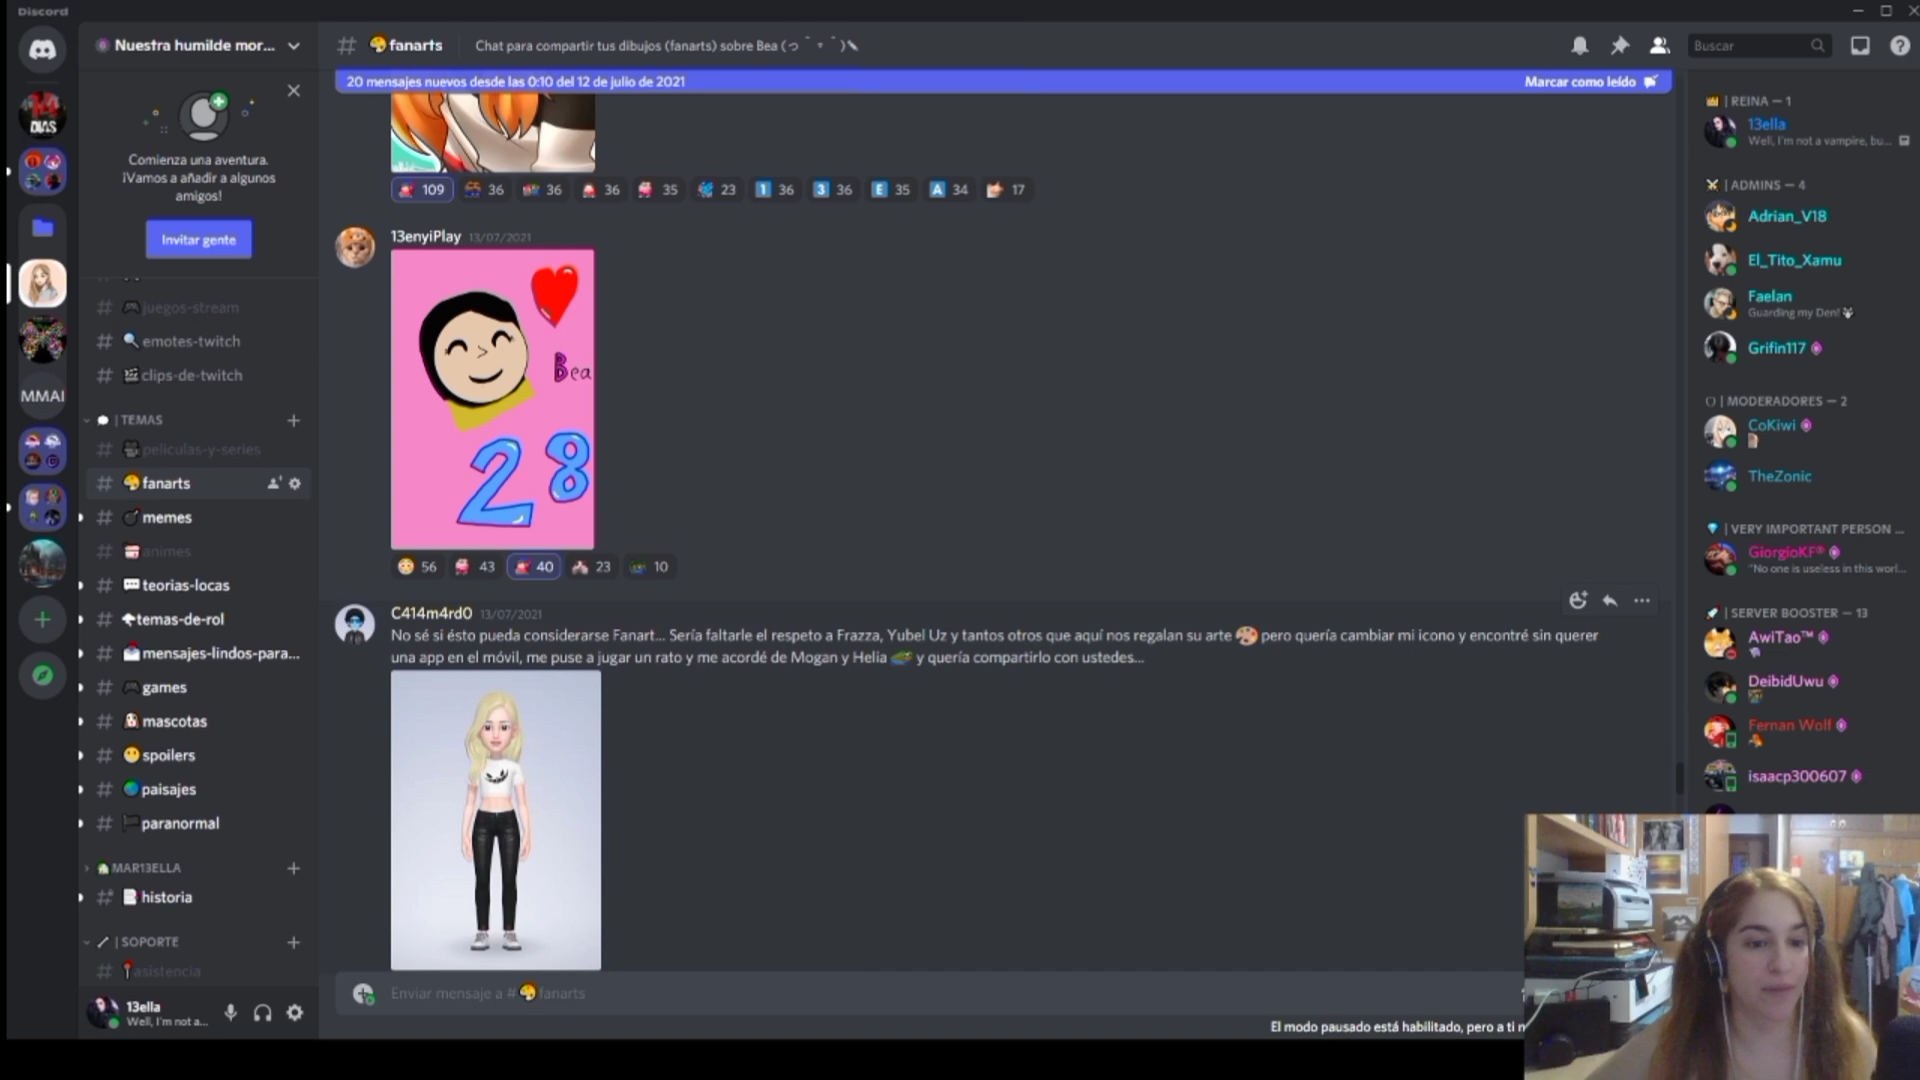 Discord
Nuestra humilde mor...
fanarts
Chat para compartir tus dibujos (fanarts) sobre Bea
Buscar
20 mensajes nuevos desde las 0:10 del 12 de julio de 2021
Marcar como leído
Comienza una aventura.
¡Vamos a añadir a algunos
amigos!
Invitar gente
juegos-stream
emotes-twitch
clips-de-twitch
| TEMAS
peliculas-y-series
fanarts
memes
animes
teorias-locas
temas-de-rol
mensajes-lindos-para...
games
mascotas
spoilers
paisajes
paranormal
MAR13ELLA
historia
| SOPORTE
asistencia
13ella
Well, I'm not a...
14
DIAS
MMAI
109 36 36 36 35 23 1 36 3 36 E 35 A 34 17
13enyiPlay 13/07/2021
Bea
28
56 43 40 23 10
C414m4rd0 13/07/2021
No sé si ésto pueda considerarse Fanart... Sería faltarle el respeto a Frazza, Yubel Uz y tantos otros que aquí nos regalan su arte pero quería cambiar mi icono y encontré sin querer
una app en el móvil, me puse a jugar un rato y me acordé de Mogan y Helia y quería compartirlo con ustedes...
Enviar mensaje a # fanarts
El modo pausado está habilitado, pero a ti n
| REINA — 1
13ella
Well, I'm not a vampire, bu...
| ADMINS — 4
Adrian_V18
El_Tito_Xamu
Faelan
Guarding my Den!
Grifin117
| MODERADORES — 2
CoKiwi
TheZonic
| VERY IMPORTANT PERSON ...
GiorgioKF®
"No one is useless in this worl...
| SERVER BOOSTER — 13
AwiTao™
DeibidUwu
Fernan Wolf
isaacp300607